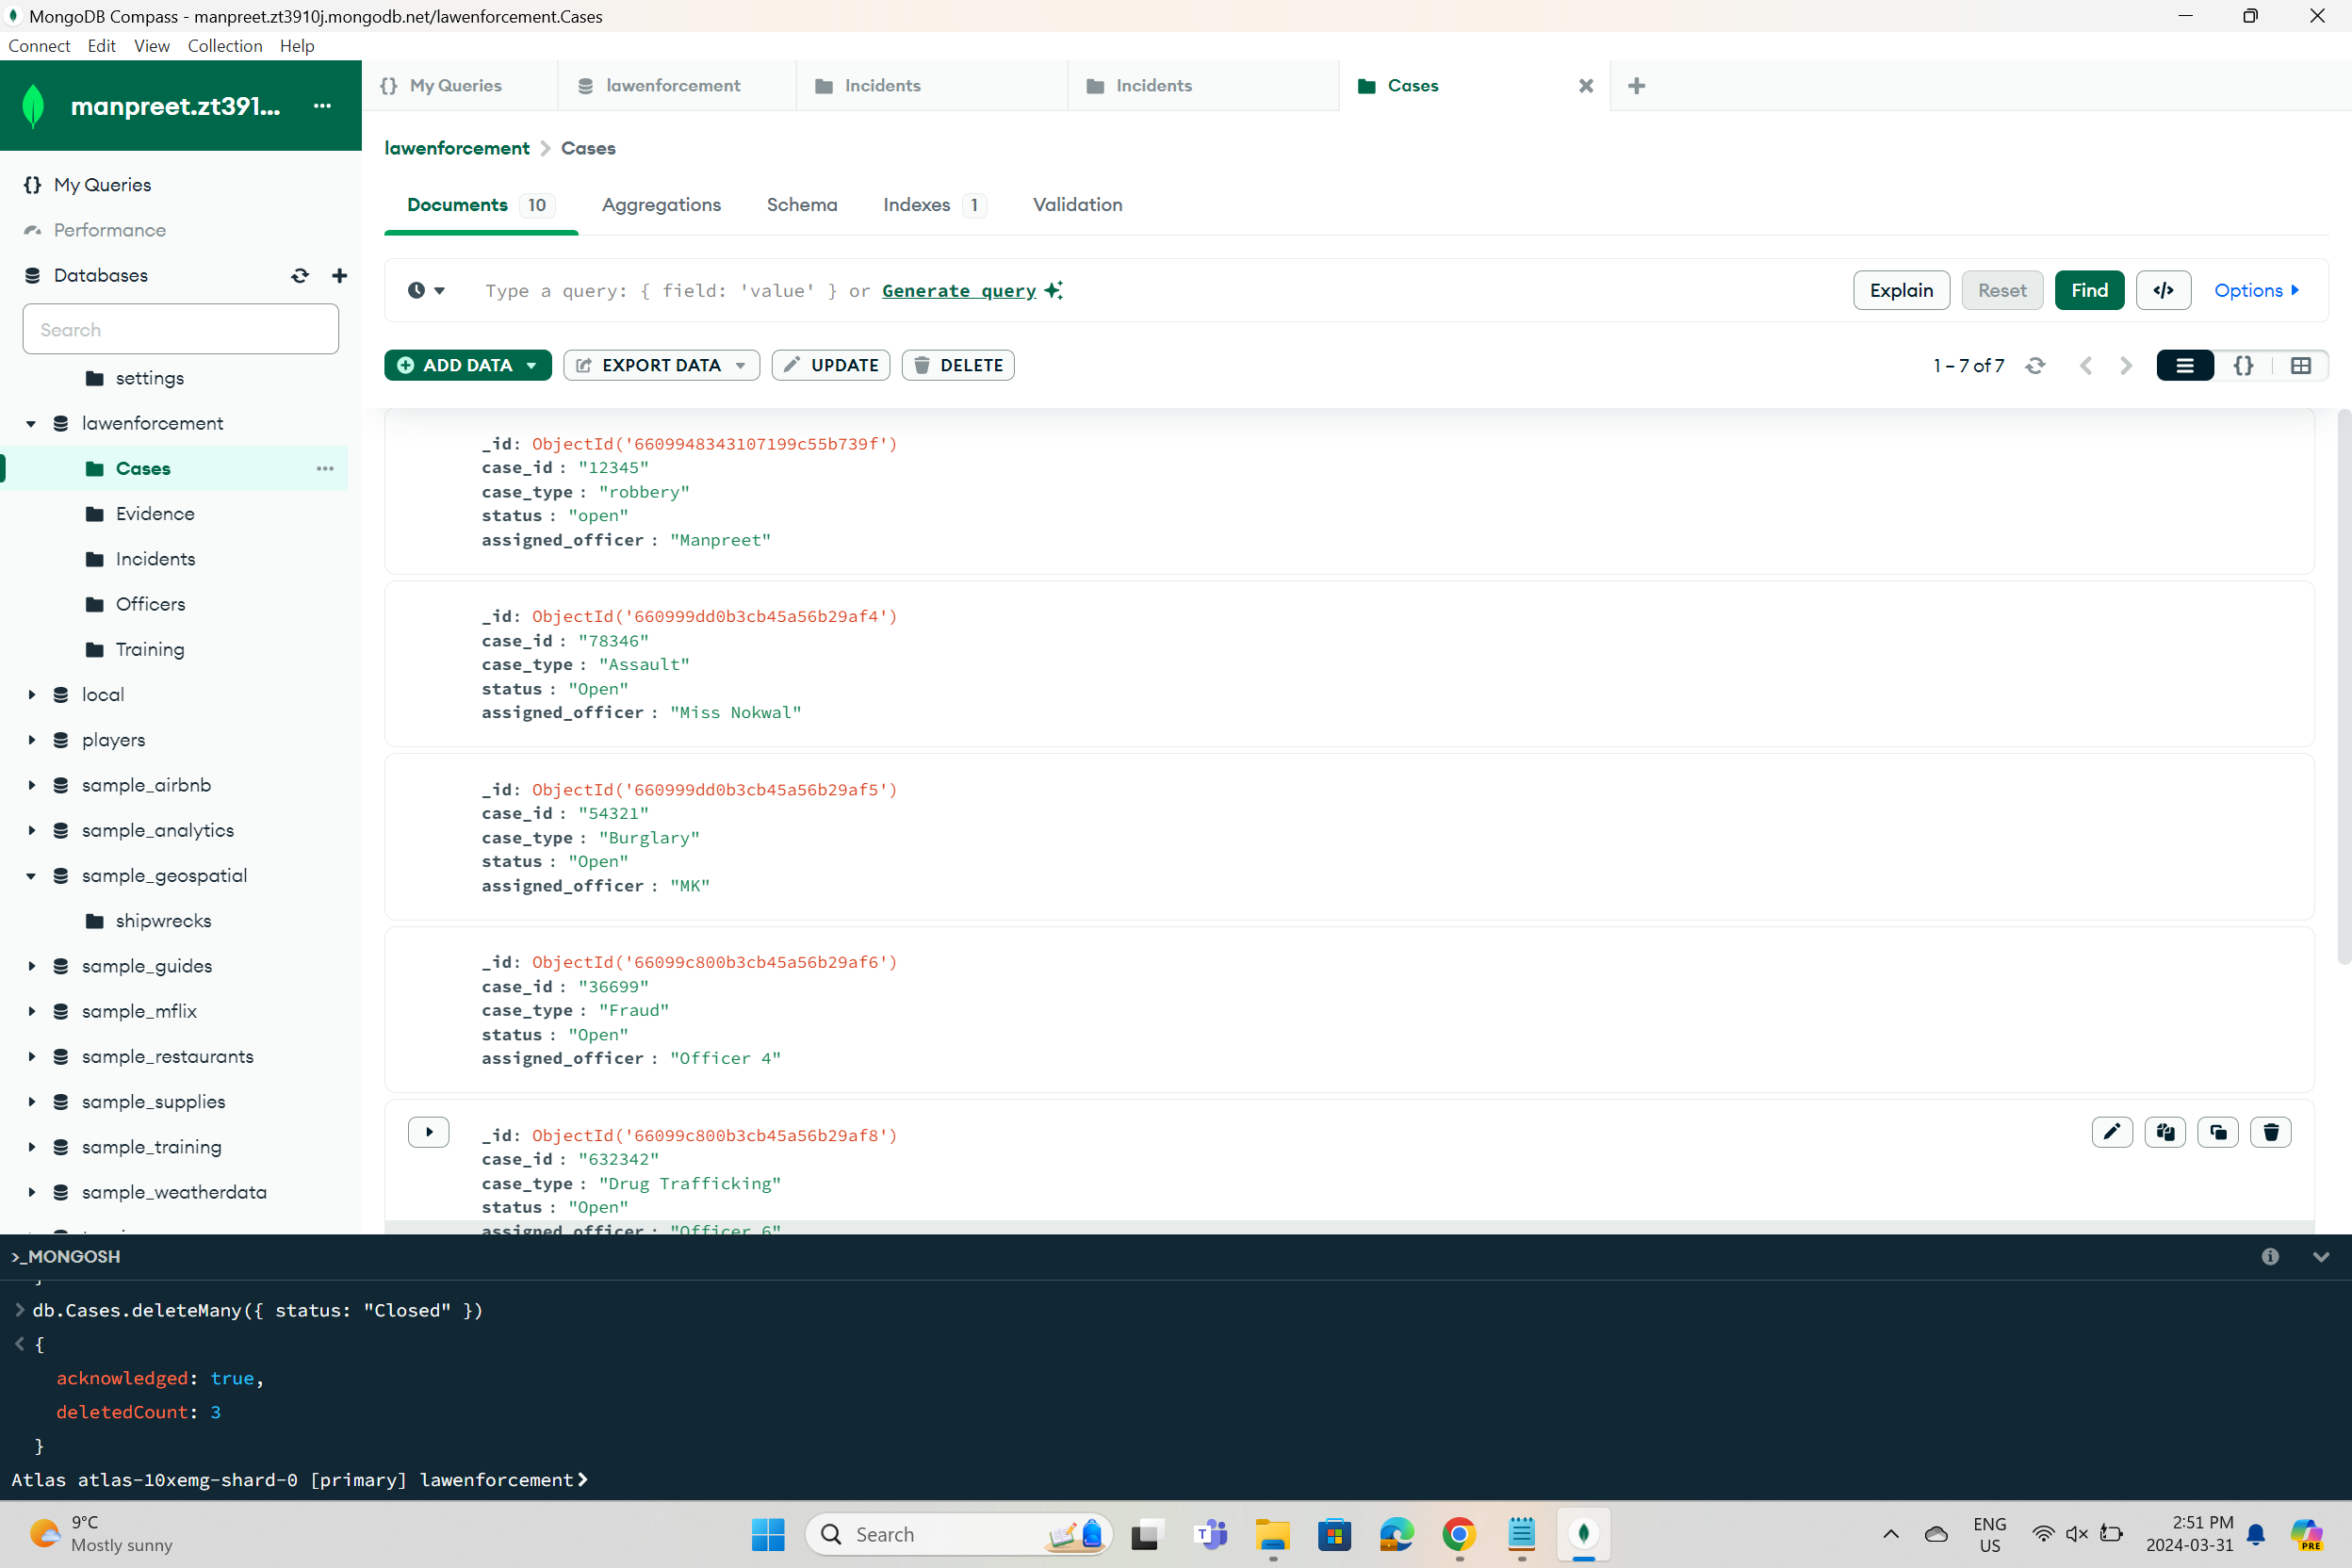 MongoDB Compass - manpreet.zt3910j.mongodb.net/lawenforcement.Cases
Connect Edit View Collection Help
manpreet.zt391... ...
{} My Queries lawenforcement Incidents Incidents Cases
lawenforcement > Cases
My Queries
Performance
Databases
Search
settings
lawenforcement
Cases
Evidence
Incidents
Officers
Training
local
players
sample_airbnb
sample_analytics
sample_geospatial
shipwrecks
sample_guides
sample_mflix
sample_restaurants
sample_supplies
sample_training
sample_weatherdata
Documents 10 Aggregations Schema Indexes 1 Validation
Type a query: { field: 'value' } or Generate query
Explain Reset Find </> Options
ADD DATA EXPORT DATA UPDATE DELETE
1 – 7 of 7 {}
_id: ObjectId('6609948343107199c55b739f')
case_id : "12345"
case_type : "robbery"
status : "open"
assigned_officer : "Manpreet"
_id: ObjectId('660999dd0b3cb45a56b29af4')
case_id : "78346"
case_type : "Assault"
status : "Open"
assigned_officer : "Miss Nokwal"
_id: ObjectId('660999dd0b3cb45a56b29af5')
case_id : "54321"
case_type : "Burglary"
status : "Open"
assigned_officer : "MK"
_id: ObjectId('66099c800b3cb45a56b29af6')
case_id : "36699"
case_type : "Fraud"
status : "Open"
assigned_officer : "Officer 4"
_id: ObjectId('66099c800b3cb45a56b29af8')
case_id : "632342"
case_type : "Drug Trafficking"
status : "Open"
assigned_officer : "Officer 6"
>_MONGOSH
}
> db.Cases.deleteMany({ status: "Closed" })
< {
acknowledged: true,
deletedCount: 3
}
Atlas atlas-10xemg-shard-0 [primary] lawenforcement>
9°C
Mostly sunny
Search
ENG
US
2:51 PM
2024-03-31
PRE